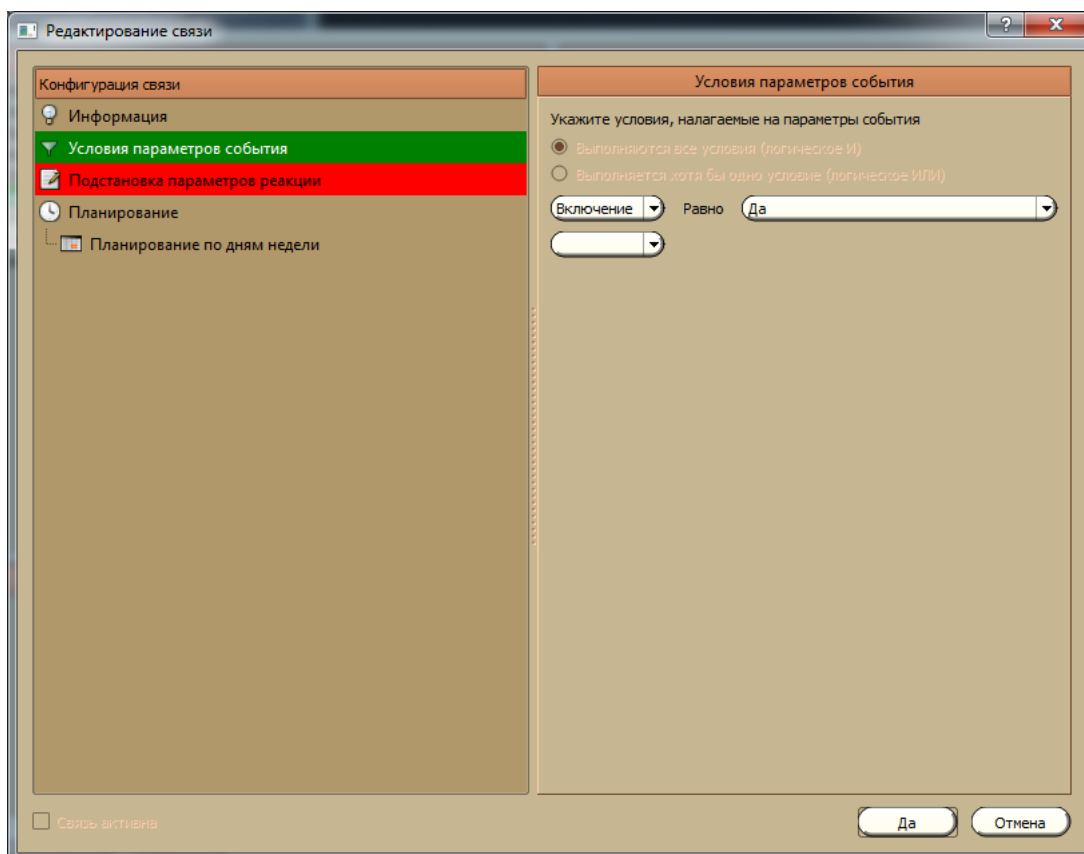 Редактирование связи
?
Конфигурация связи
Информация
Условия параметров события
Подстановка параметров реакции
Планирование
Планирование по дням недели
Условия параметров события
Укажите условия, налагаемые на параметры события
Выполняются все условия (логическое И)
Выполняется хотя бы одно условие (логическое ИЛИ)
Включение Равно Да
Связь активна
Да Отмена